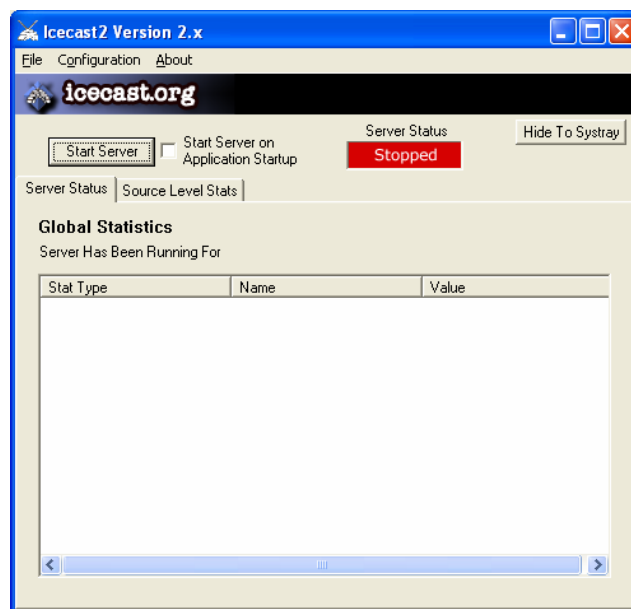 Icecast2 Version 2.x
File Configuration About
icecast.org
Start Server
Start Server on
Application Startup
Server Status
Stopped
Hide To Systray
Server Status Source Level Stats
Global Statistics
Server Has Been Running For
Stat Type Name Value